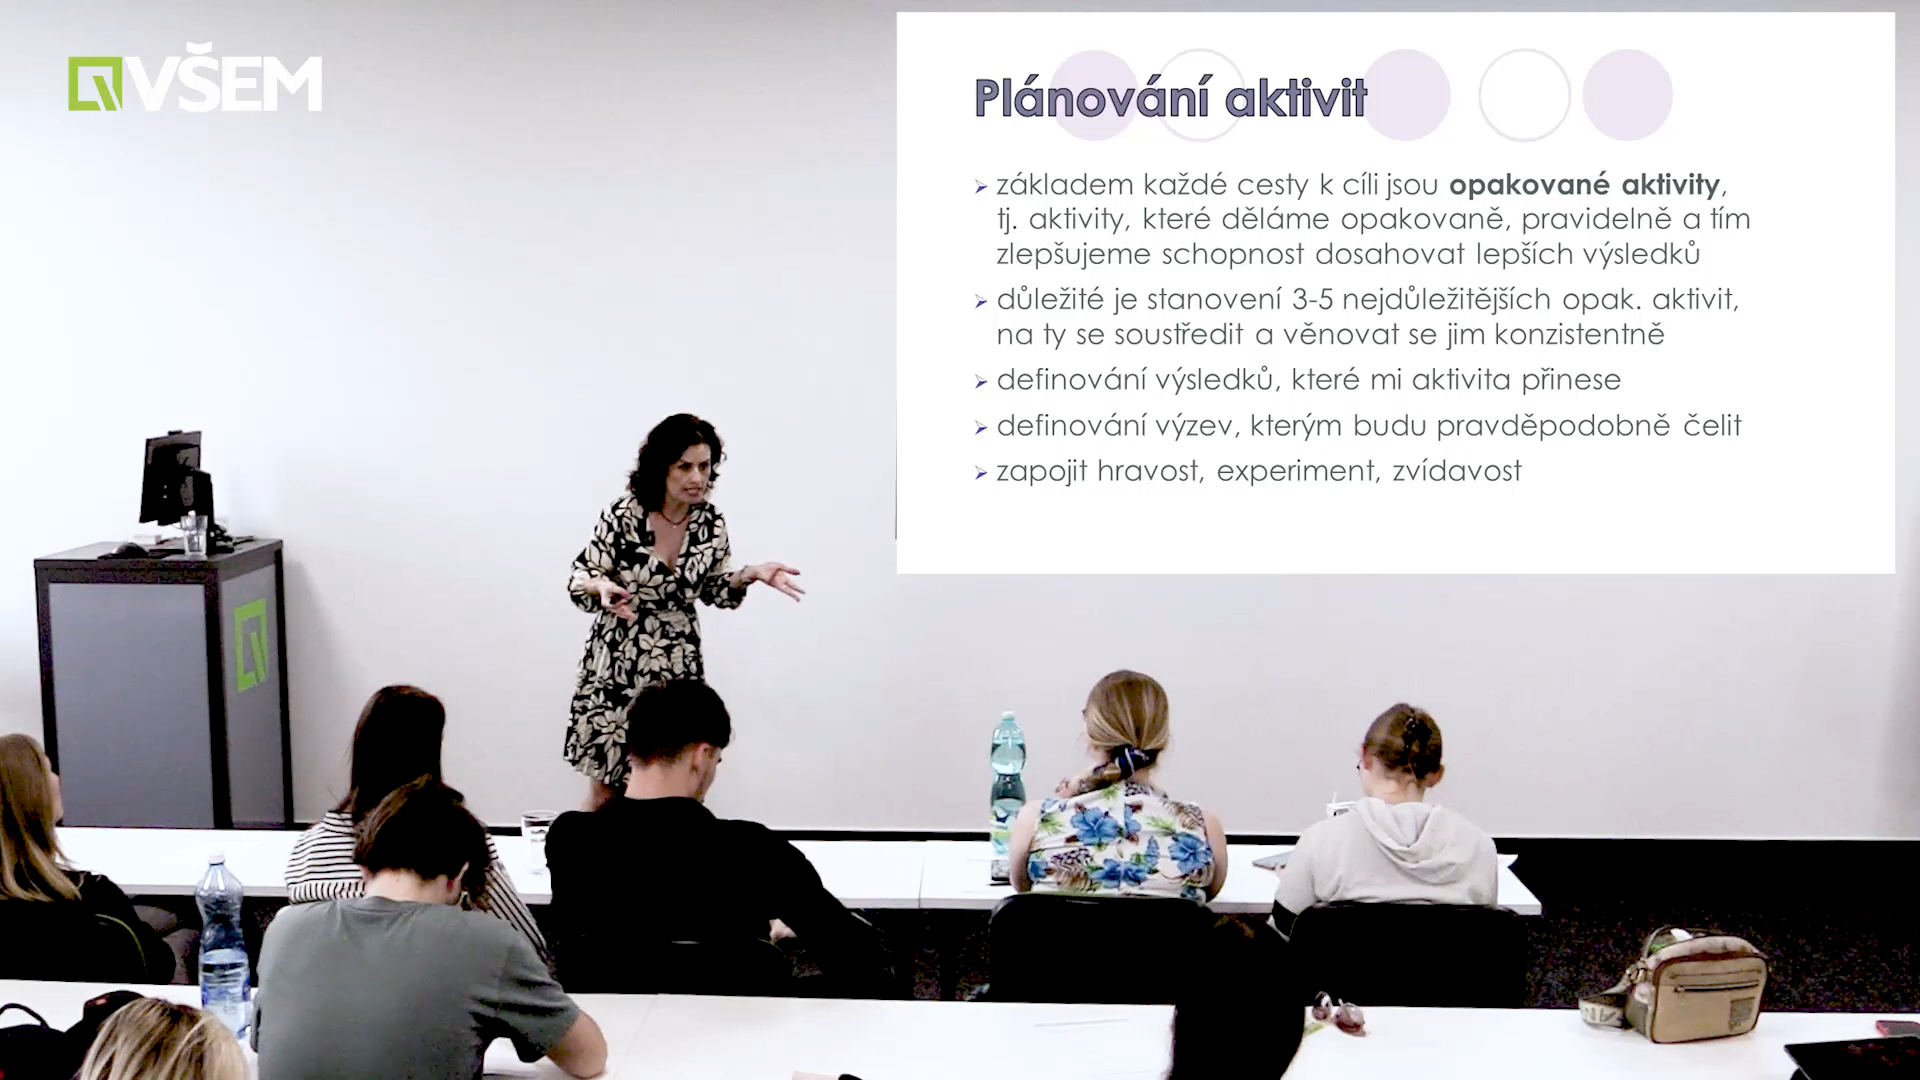 VŠEM
Plánování aktivit
základem každé cesty k cíli jsou opakované aktivity,
tj. aktivity, které děláme opakovaně, pravidelně a tím
zlepšujeme schopnost dosahovat lepších výsledků
důležité je stanovení 3-5 nejdůležitějších opak. aktivit,
na ty se soustředit a věnovat se jim konzistentně
definování výsledků, které mi aktivita přinese
definování výzev, kterým budu pravděpodobně čelit
zapojit hravost, experiment, zvídavost